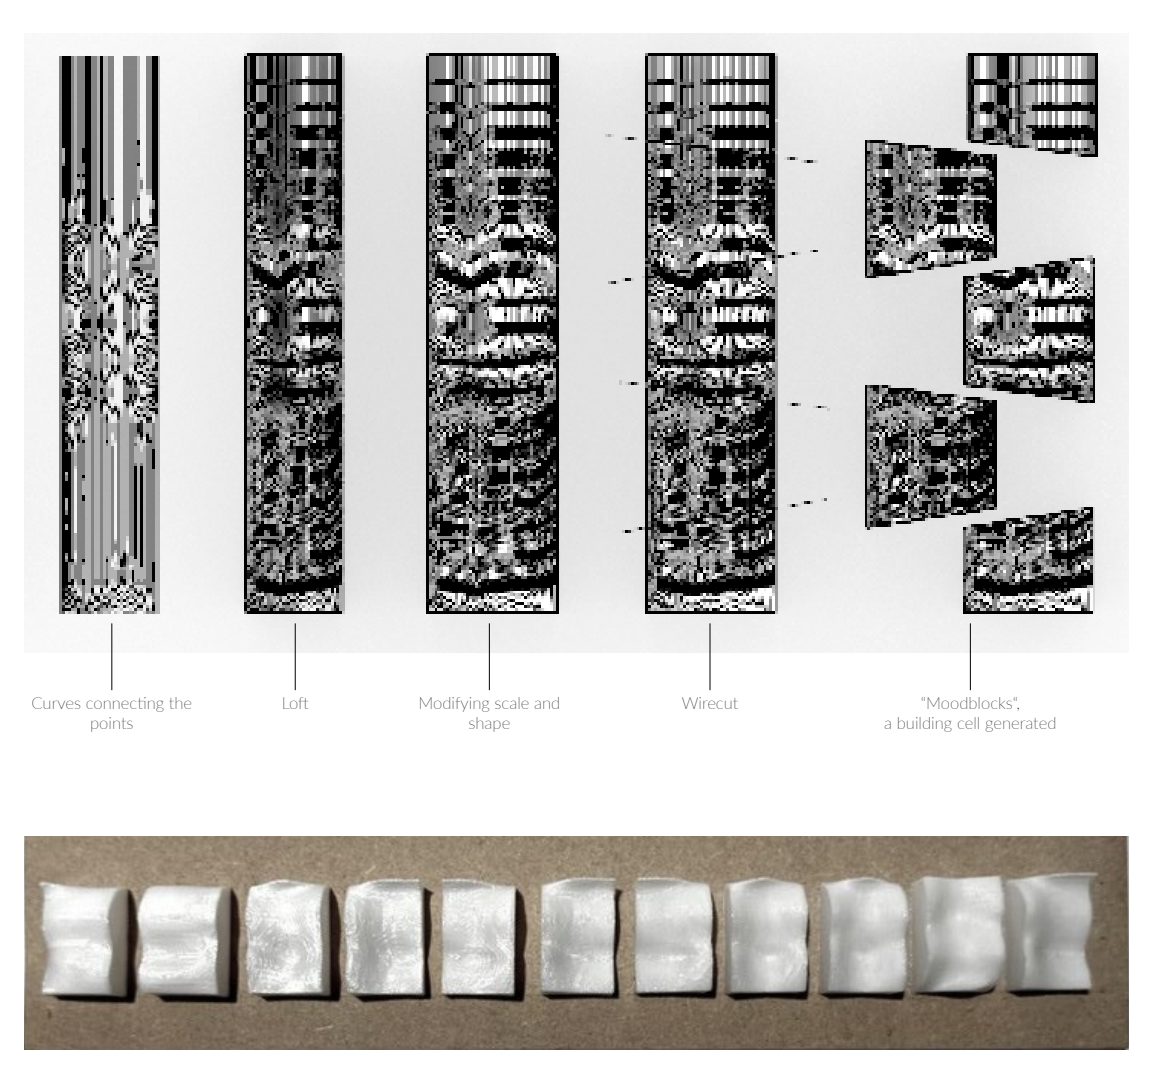 Curves connecting the
points
Loft
Modifying scale and
shape
Wirecut
“Moodblocks“,
a building cell generated